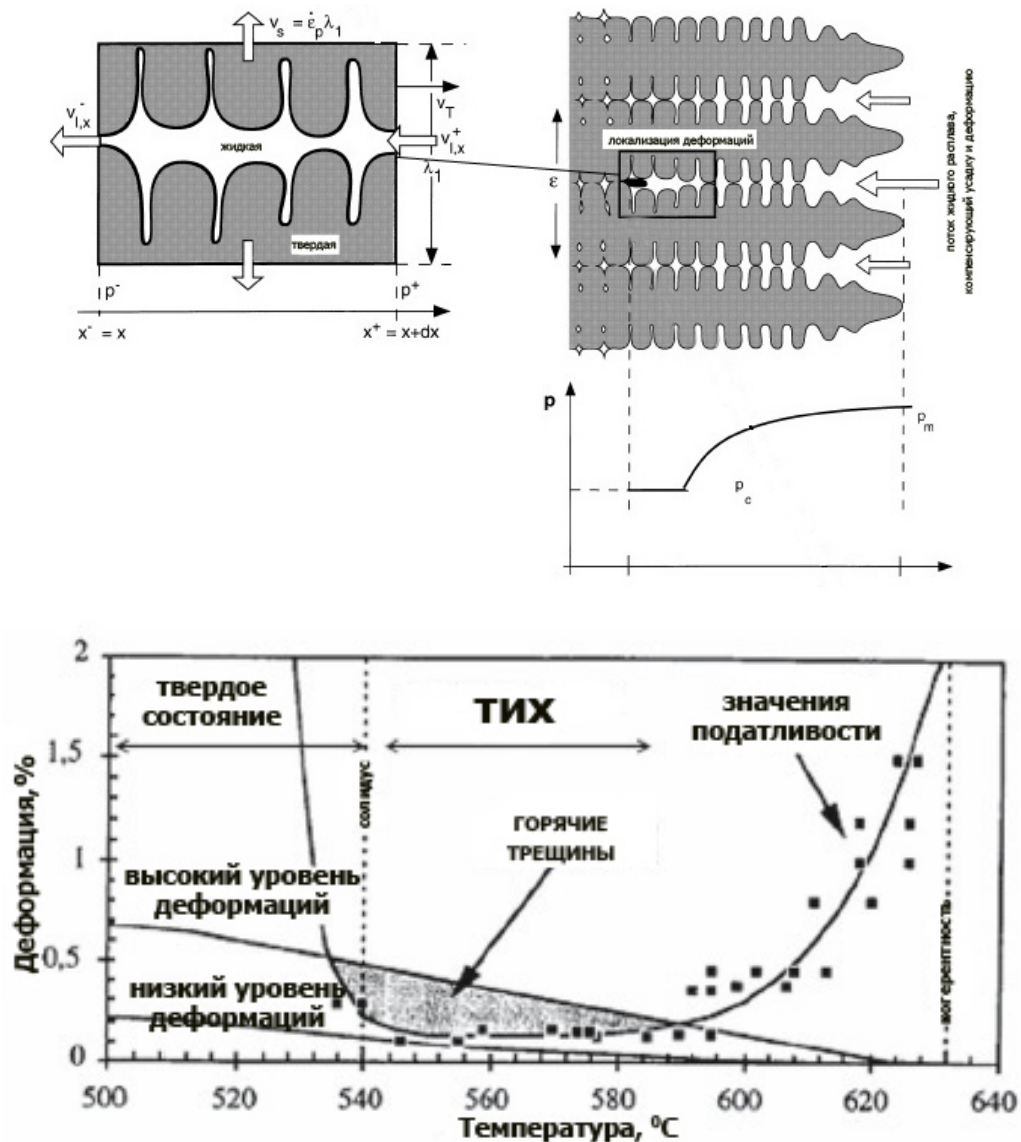 v_s = ε̇_p λ_1
v⁻_{l,x}
v_T
v⁺_{l,x}
λ_1
жидкая
твердая
p⁻
p⁺
x⁻ = x
x⁺ = x+dx
локализация деформаций
ε
поток жидкого расплава,
компенсирующий усадку и деформацию
p
p_m
p_c
2
1,5
1
0,5
0
Деформация, %
твердое
состояние
солидус
ТИХ
значения
податливости
ГОРЯЧИЕ
ТРЕЩИНЫ
высокий уровень
деформаций
низкий уровень
деформаций
когерентность
500
520
540
560
580
600
620
640
Температура, ⁰С